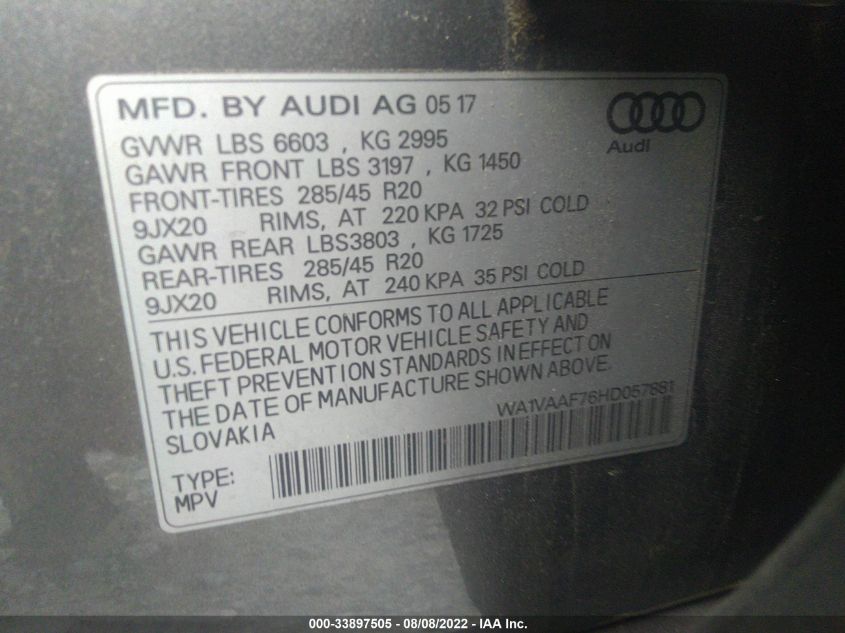 MFD. BY AUDI AG 05 17
Audi
GVWR LBS 6603 , KG 2995
GAWR FRONT LBS 3197 , KG 1450
FRONT-TIRES 285/45 R20
9JX20 RIMS, AT 220 KPA 32 PSI COLD
GAWR REAR LBS3803 , KG 1725
REAR-TIRES 285/45 R20
9JX20 RIMS, AT 240 KPA 35 PSI COLD
THIS VEHICLE CONFORMS TO ALL APPLICABLE
U.S. FEDERAL MOTOR VEHICLE SAFETY AND
THEFT PREVENTION STANDARDS IN EFFECT ON
THE DATE OF MANUFACTURE SHOWN ABOVE.
SLOVAKIA
WA1VAAF76HD057881
TYPE:
MPV
000-33897505 - 08/08/2022 - IAA Inc.